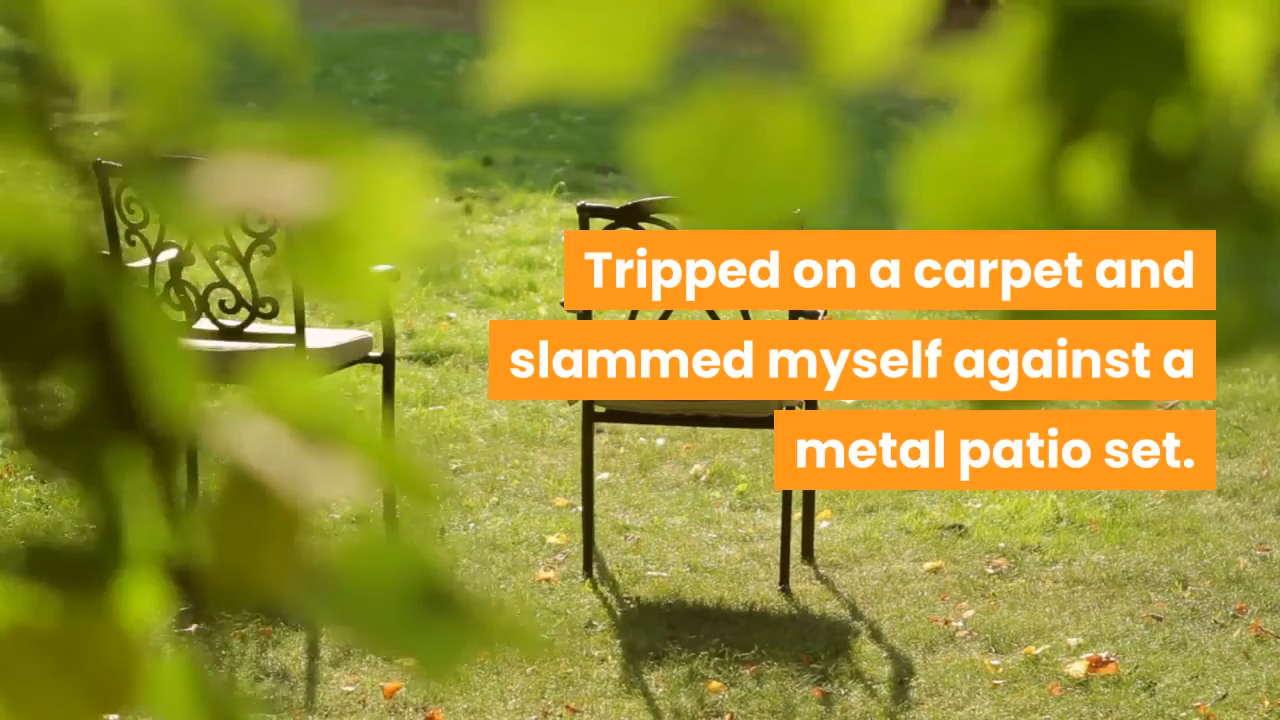 Tripped on a carpet and
slammed myself against a
metal patio set.